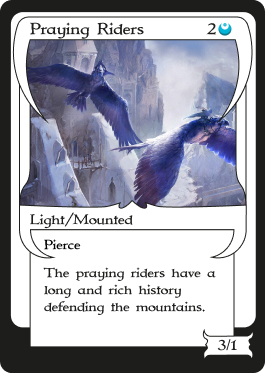 Praying Riders 2
Light/Mounted
Pierce
The praying riders have a
long and rich history
defending the mountains.
3/1